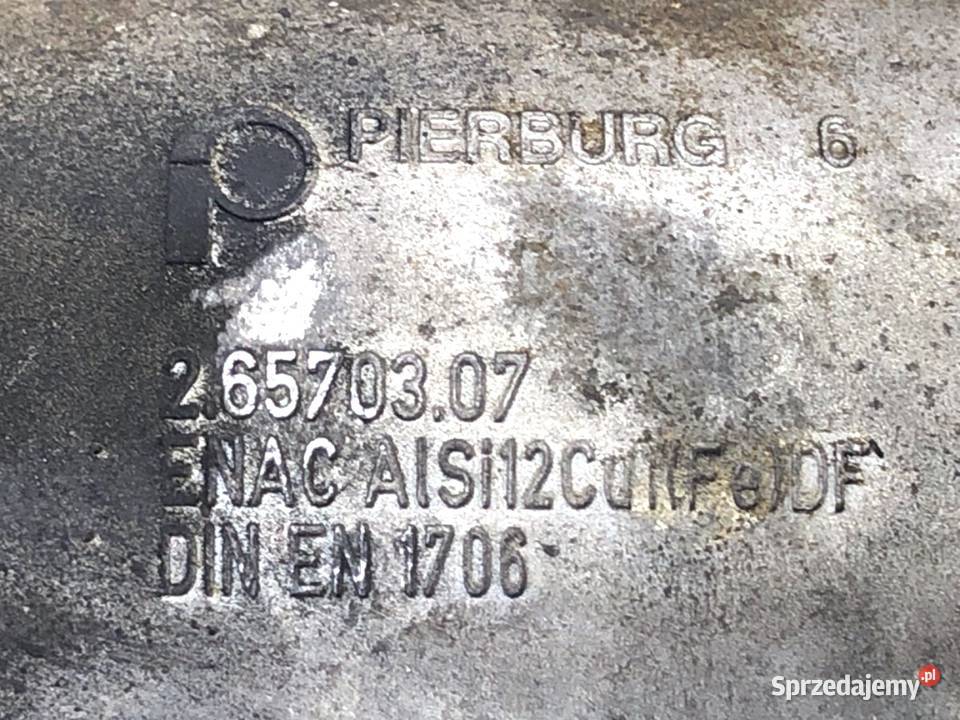 P PIERBURG 6
2.65703.07
ENAC AlSi12Cu1(Fe)DF
DIN EN 1706
Sprzedajemy.pl